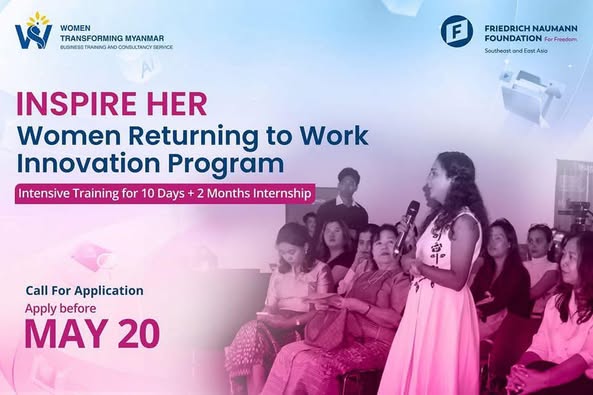 WOMEN
TRANSFORMING MYANMAR
BUSINESS TRAINING AND CONSULTANCY SERVICE
F
FRIEDRICH NAUMANN
FOUNDATION For Freedom.
Southeast and East Asia
AI
INSPIRE HER
Women Returning to Work
Innovation Program
Intensive Training for 10 Days + 2 Months Internship
Call For Application
Apply before
MAY 20